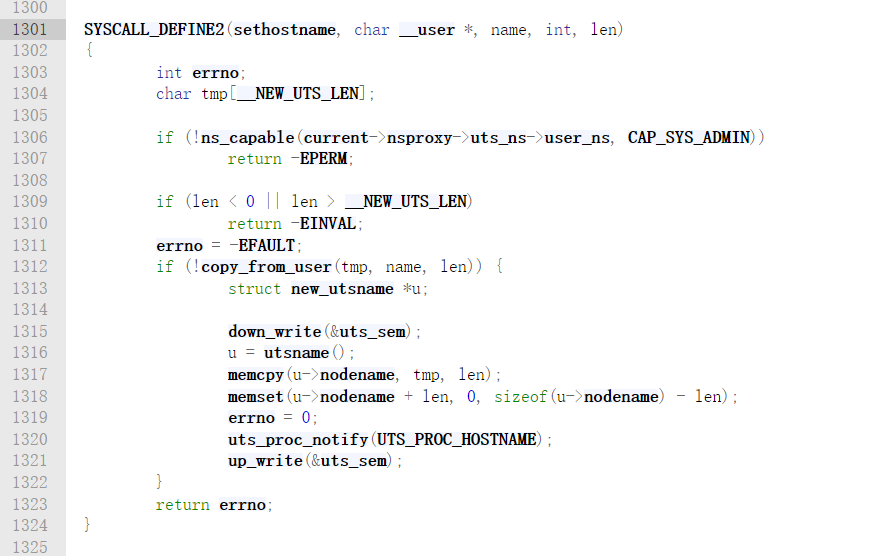 1300
1301 SYSCALL_DEFINE2(sethostname, char __user *, name, int, len)
1302 {
1303 int errno;
1304 char tmp[__NEW_UTS_LEN];
1305
1306 if (!ns_capable(current->nsproxy->uts_ns->user_ns, CAP_SYS_ADMIN))
1307 return -EPERM;
1308
1309 if (len < 0 || len > __NEW_UTS_LEN)
1310 return -EINVAL;
1311 errno = -EFAULT;
1312 if (!copy_from_user(tmp, name, len)) {
1313 struct new_utsname *u;
1314
1315 down_write(&uts_sem);
1316 u = utsname();
1317 memcpy(u->nodename, tmp, len);
1318 memset(u->nodename + len, 0, sizeof(u->nodename) - len);
1319 errno = 0;
1320 uts_proc_notify(UTS_PROC_HOSTNAME);
1321 up_write(&uts_sem);
1322 }
1323 return errno;
1324 }
1325